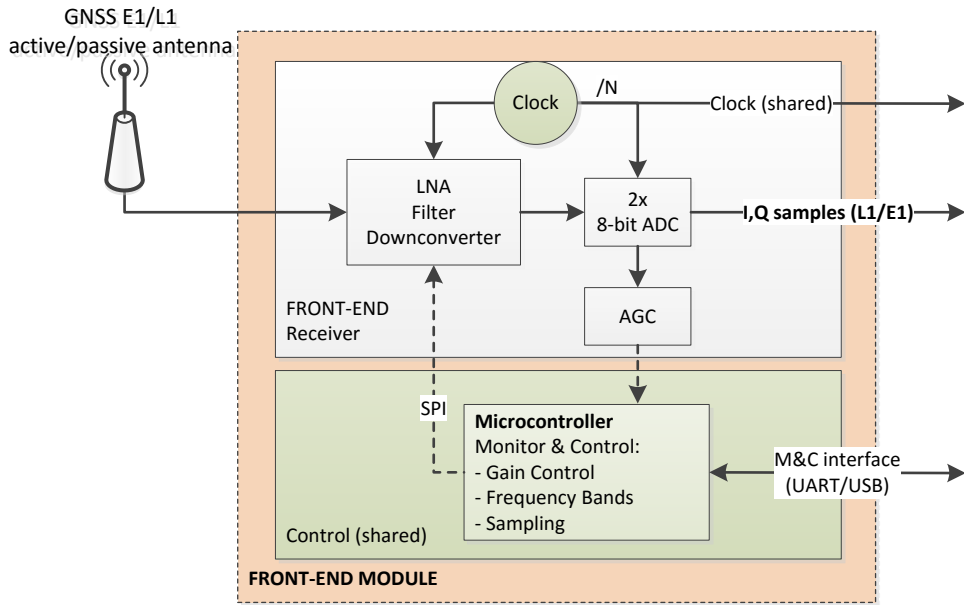 GNSS E1/L1
active/passive antenna
Clock
/N
Clock (shared)
LNA
Filter
Downconverter
2x
8-bit ADC
I,Q samples (L1/E1)
FRONT-END
Receiver
AGC
SPI
Microcontroller
Monitor & Control:
- Gain Control
- Frequency Bands
- Sampling
M&C interface
(UART/USB)
Control (shared)
FRONT-END MODULE